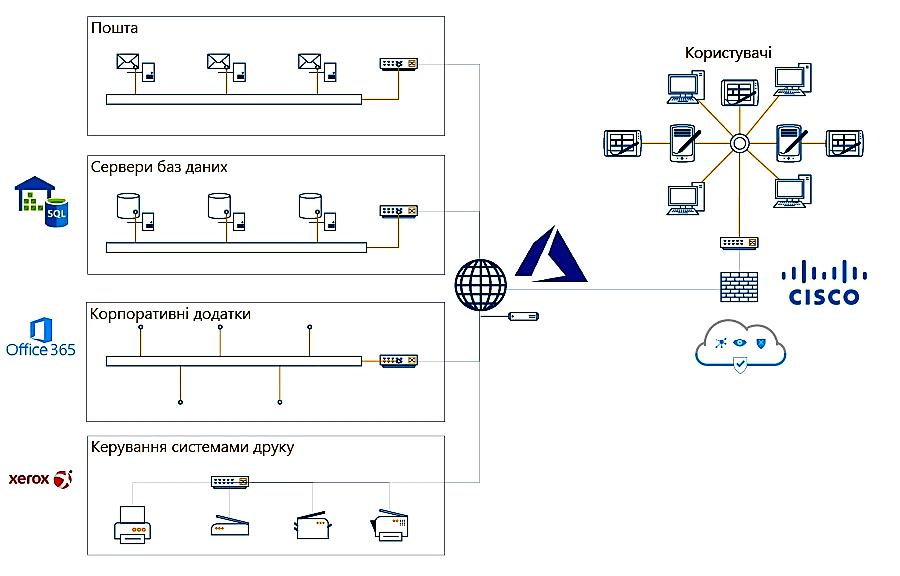 Пошта
Користувачі
Сервери баз даних
SQL
CISCO
Корпоративні додатки
Office 365
Керування системами друку
xerox